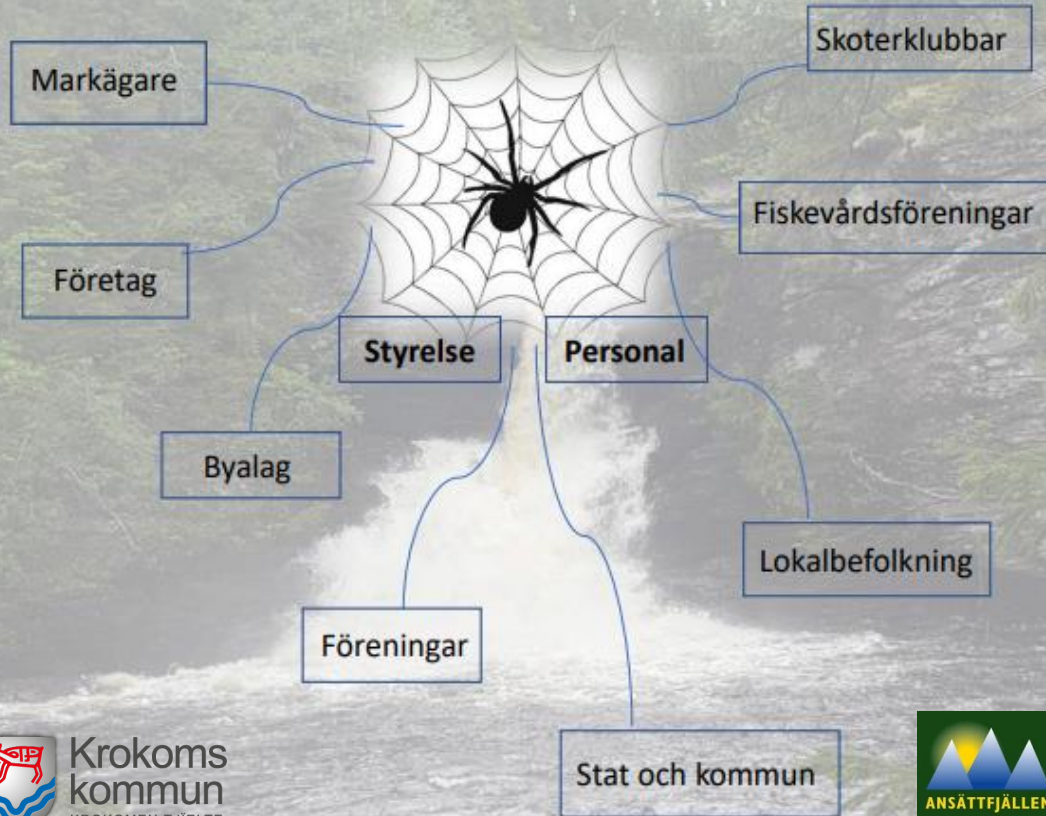 Skoterklubbar
Markägare
Fiskevårdsföreningar
Företag
Styrelse
Personal
Byalag
Lokalbefolkning
Föreningar
Stat och kommun
Krokoms
kommun
ANSÄTTFJÄLLEN